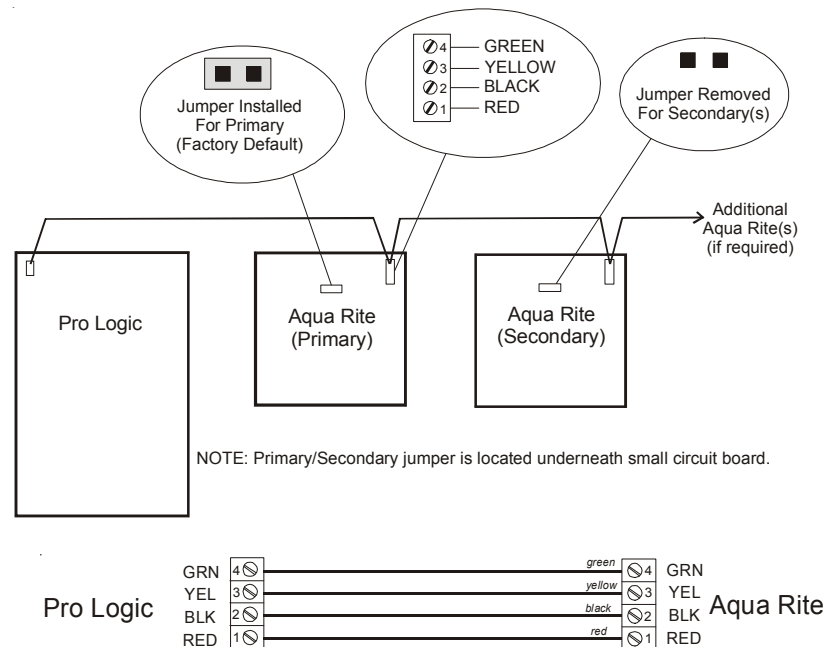 Jumper Installed
For Primary
(Factory Default)
4 GREEN
3 YELLOW
2 BLACK
1 RED
Jumper Removed
For Secondary(s)
Additional
Aqua Rite(s)
(if required)
Pro Logic
Aqua Rite
(Primary)
Aqua Rite
(Secondary)
NOTE: Primary/Secondary jumper is located underneath small circuit board.
Pro Logic
GRN 4 green 4 GRN
YEL 3 yellow 3 YEL
BLK 2 black 2 BLK
RED 1 red 1 RED
Aqua Rite